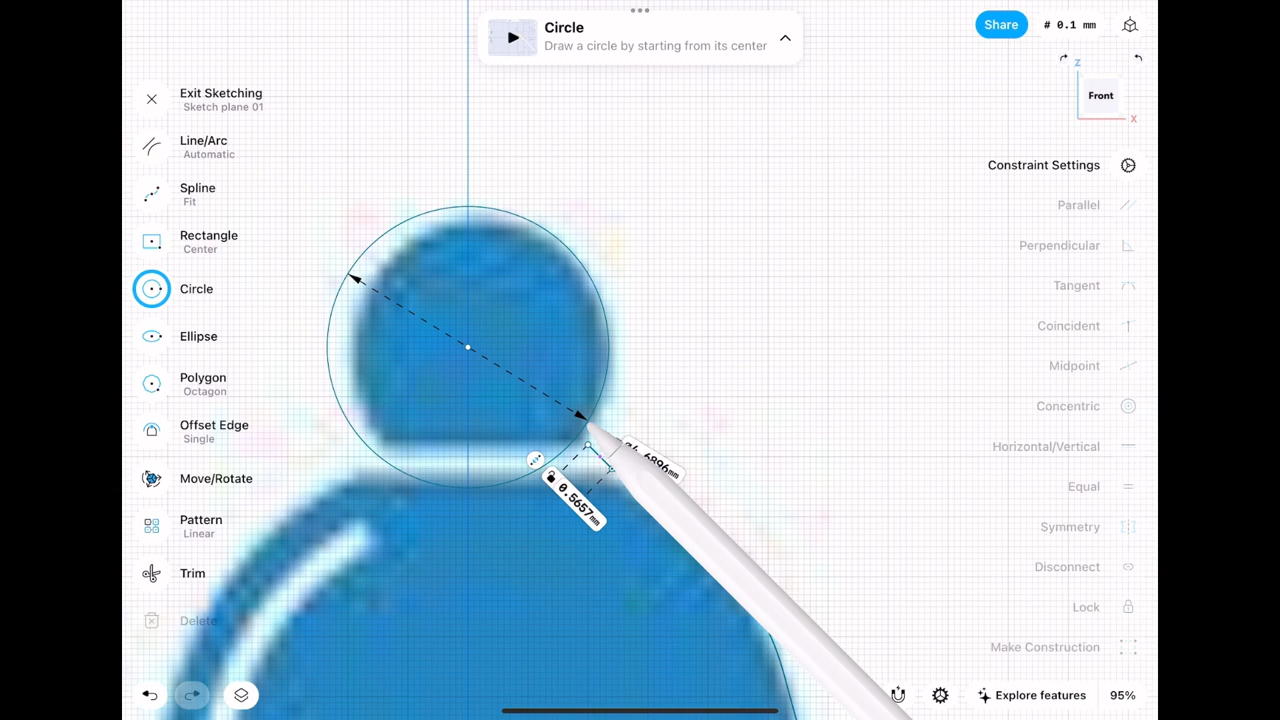 Circle
Draw a circle by starting from its center
Share
# 0.1 mm
Z
Front
X
Exit Sketching
Sketch plane 01
Line/Arc
Automatic
Spline
Fit
Rectangle
Center
Circle
Ellipse
Polygon
Octagon
Offset Edge
Single
Move/Rotate
Pattern
Linear
Trim
Delete
Constraint Settings
Parallel
Perpendicular
Tangent
Coincident
Midpoint
Concentric
Horizontal/Vertical
Equal
Symmetry
Disconnect
Lock
Make Construction
0.5657mm
Explore features
95%